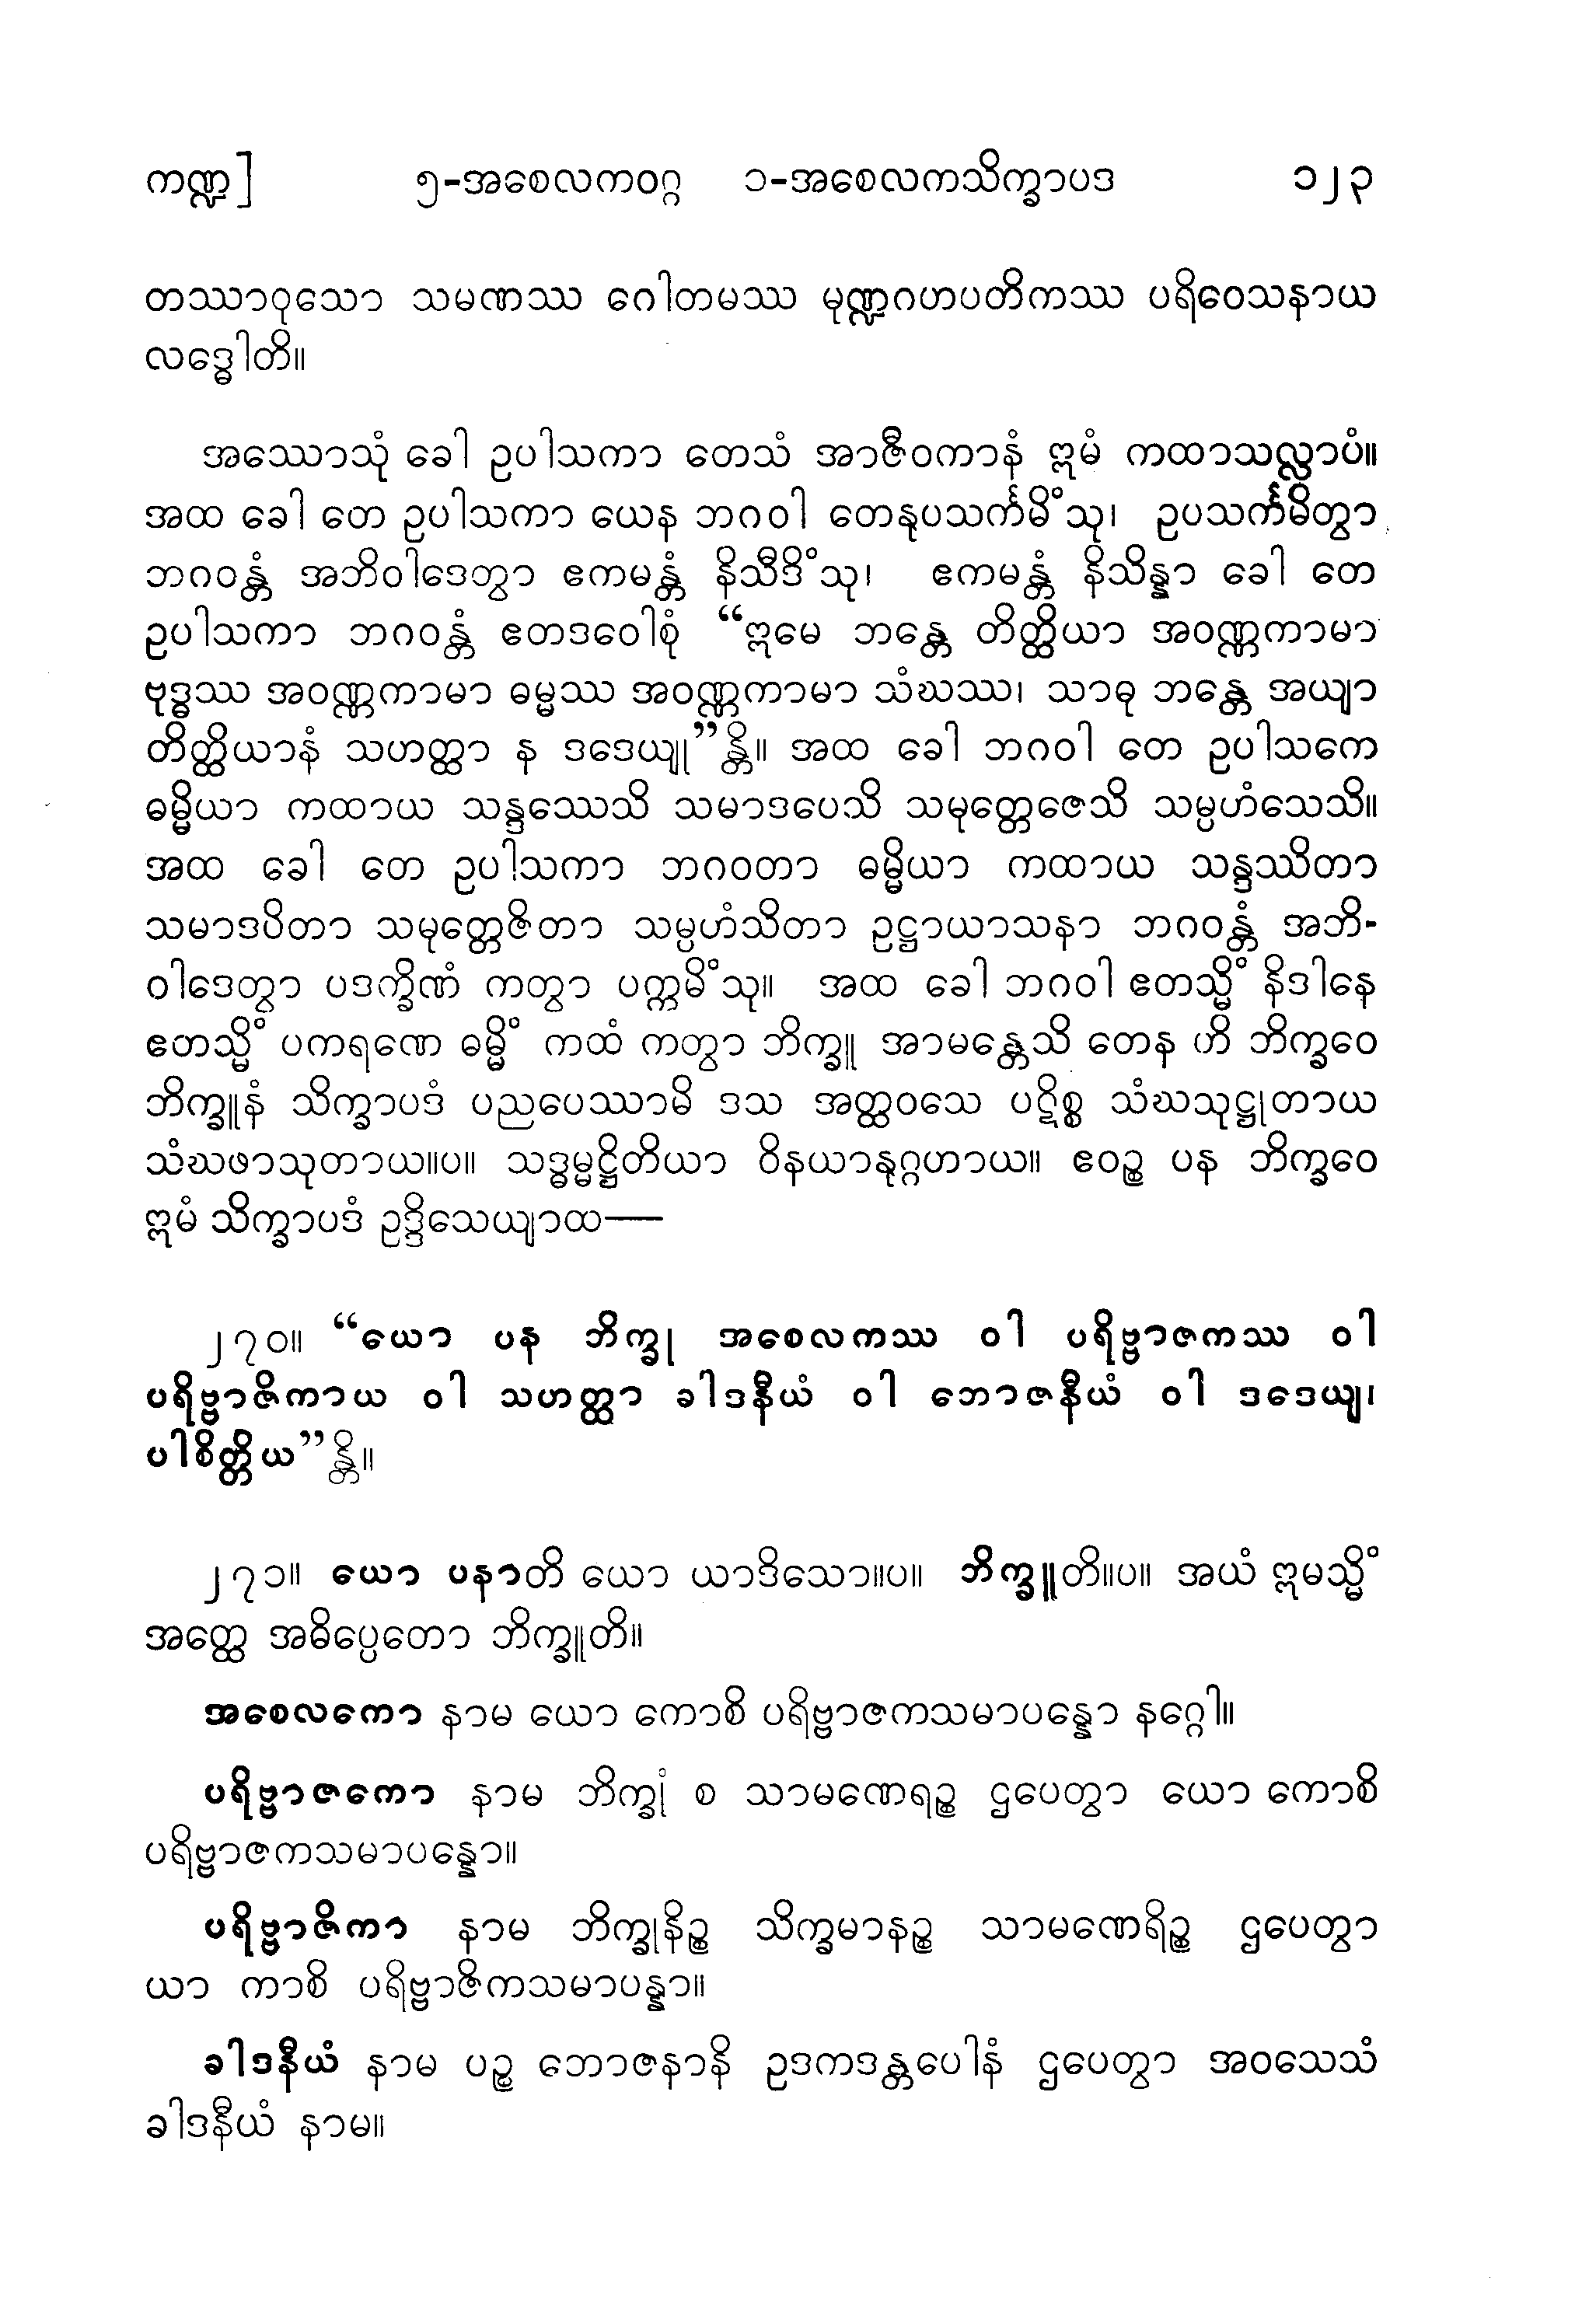 ကဏ္ဍ] ၅-အစေလကဝဂ္ဂ ၁-အစေလကသိက္ခာပဒ ၁၂၃
တဿာဝုသော သမဏဿ ဂေါတမဿ မုဏ္ဍဂဟပတိကဿ ပရိဝေသနာယ
လဒ္ဓေါတိ။
အဿောသုံ ခေါ ဥပါသကာ တေသံ အာဇီဝကာနံ ဣမံ ကထာသလ္လာပံ။
အထ ခေါ တေ ဥပါသကာ ယေန ဘဂဝါ တေနုပသင်္ကမိံသု၊ ဥပသင်္ကမိတွာ
ဘဂဝန္တံ အဘိဝါဒေတွာ ဧကမန္တံ နိသီဒိံသု၊ ဧကမန္တံ နိသိန္နာ ခေါ တေ
ဥပါသကာ ဘဂဝန္တံ ဧတဒဝေါစုံ “ဣမေ ဘန္တေ တိတ္ထိယာ အဝဏ္ဏကာမာ
ဗုဒ္ဓဿ အဝဏ္ဏကာမာ ဓမ္မဿ အဝဏ္ဏကာမာ သံဃဿ၊ သာဓု ဘန္တေ အယျာ
တိတ္ထိယာနံ သဟတ္ထာ န ဒဒေယျု”န္တိ။ အထ ခေါ ဘဂဝါ တေ ဥပါသကေ
ဓမ္မိယာ ကထာယ သန္ဒဿေသိ သမာဒပေသိ သမုတ္တေဇေသိ သမ္ပဟံသေသိ။
အထ ခေါ တေ ဥပါသကာ ဘဂဝတာ ဓမ္မိယာ ကထာယ သန္ဒဿိတာ
သမာဒပိတာ သမုတ္တေဇိတာ သမ္ပဟံသိတာ ဥဋ္ဌာယာသနာ ဘဂဝန္တံ အဘိ-
ဝါဒေတွာ ပဒက္ခိဏံ ကတွာ ပက္ကမိံသု။ အထ ခေါ ဘဂဝါ ဧတသ္မိံ နိဒါနေ
ဧတသ္မိံ ပကရဏေ ဓမ္မိံ ကထံ ကတွာ ဘိက္ခူ အာမန္တေသိ တေန ဟိ ဘိက္ခဝေ
ဘိက္ခူနံ သိက္ခာပဒံ ပညပေဿာမိ ဒသ အတ္ထဝသေ ပဋိစ္စ သံဃသုဋ္ဌုတာယ
သံဃဖာသုတာယ။ပ။ သဒ္ဓမ္မဋ္ဌိတိယာ ဝိနယာနုဂ္ဂဟာယ။ ဧဝဉ္စ ပန ဘိက္ခဝေ
ဣမံ သိက္ခာပဒံ ဥဒ္ဒိသေယျာထ—
၂၇၀။ “ယော ပန ဘိက္ခု အစေလကဿ ဝါ ပရိဗ္ဗာဇကဿ ဝါ
ပရိဗ္ဗာဇိကာယ ဝါ သဟတ္ထာ ခါဒနီယံ ဝါ ဘောဇနီယံ ဝါ ဒဒေယျ၊
ပါစိတ္တိယ”န္တိ။
၂၇၁။ ယော ပနာတိ ယော ယာဒိသော။ပ။ ဘိက္ခူတိ။ပ။ အယံ ဣမသ္မိံ
အတ္ထေ အဓိပ္ပေတော ဘိက္ခူတိ။
အစေလကော နာမ ယော ကောစိ ပရိဗ္ဗာဇကသမာပန္နော နဂ္ဂေါ။
ပရိဗ္ဗာဇကော နာမ ဘိက္ခုံ စ သာမဏေရဉ္စ ဌပေတွာ ယော ကောစိ
ပရိဗ္ဗာဇကသမာပန္နော။
ပရိဗ္ဗာဇိကာ နာမ ဘိက္ခုနိဉ္စ သိက္ခမာနဉ္စ သာမဏေရိဉ္စ ဌပေတွာ
ယာ ကာစိ ပရိဗ္ဗာဇိကသမာပန္နာ။
ခါဒနီယံ နာမ ပဉ္စ ဘောဇနာနိ ဥဒကဒန္တပေါနံ ဌပေတွာ အဝသေသံ
ခါဒနီယံ နာမ။